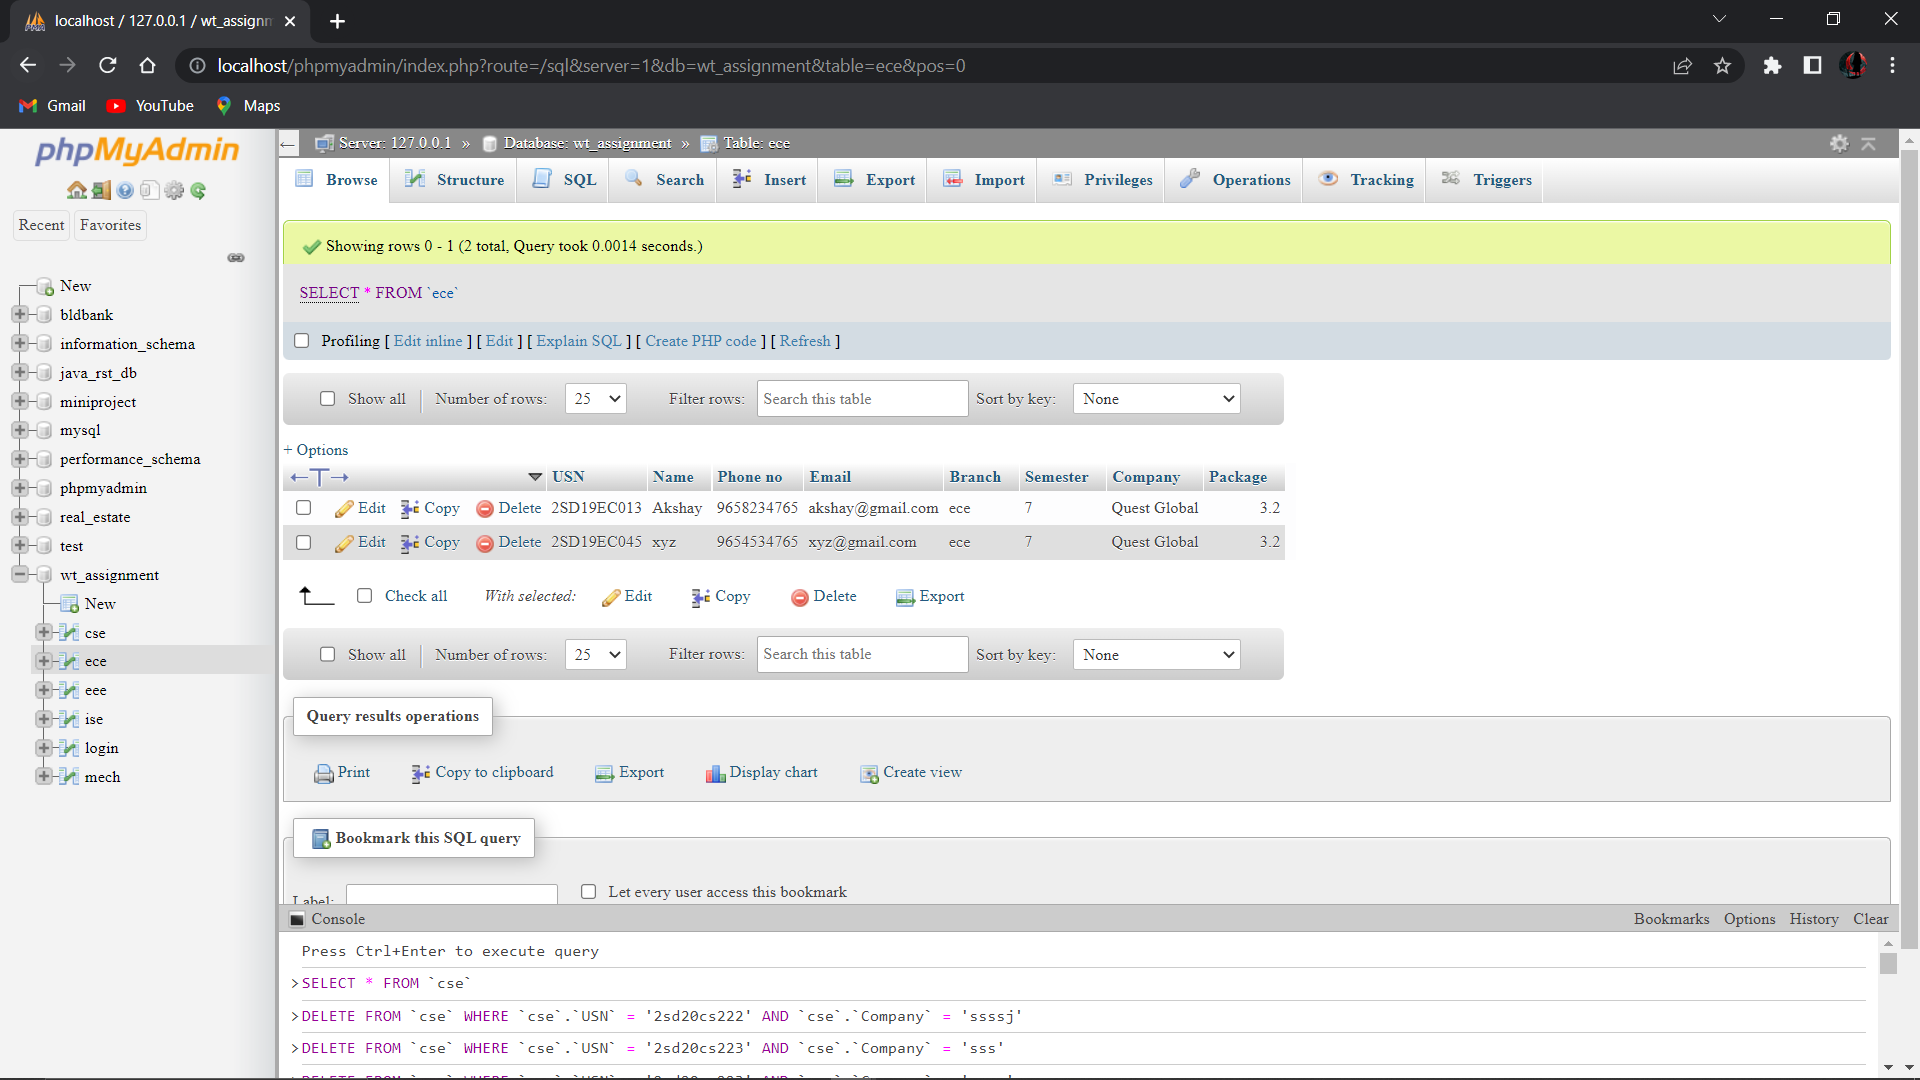 localhost / 127.0.0.1 / wt_assignm
localhost/phpmyadmin/index.php?route=/sql&server=1&db=wt_assignment&table=ece&pos=0
Gmail YouTube Maps
phpMyAdmin
Recent Favorites
New
bldbank
information_schema
java_rst_db
miniproject
mysql
performance_schema
phpmyadmin
real_estate
test
wt_assignment
New
cse
ece
eee
ise
login
mech
Server: 127.0.0.1 » Database: wt_assignment » Table: ece
Browse Structure SQL Search Insert Export Import Privileges Operations Tracking Triggers
Showing rows 0 - 1 (2 total, Query took 0.0014 seconds.)
SELECT * FROM `ece`
Profiling [ Edit inline ] [ Edit ] [ Explain SQL ] [ Create PHP code ] [ Refresh ]
Show all Number of rows: 25 Filter rows: Search this table Sort by key: None
+ Options
←T→ USN Name Phone no Email Branch Semester Company Package
Edit Copy Delete 2SD19EC013 Akshay 9658234765 akshay@gmail.com ece 7 Quest Global 3.2
Edit Copy Delete 2SD19EC045 xyz 9654534765 xyz@gmail.com ece 7 Quest Global 3.2
Check all With selected: Edit Copy Delete Export
Show all Number of rows: 25 Filter rows: Search this table Sort by key: None
Query results operations
Print Copy to clipboard Export Display chart Create view
Bookmark this SQL query
Label: Let every user access this bookmark
Console Bookmarks Options History Clear
Press Ctrl+Enter to execute query
>SELECT * FROM `cse`
>DELETE FROM `cse` WHERE `cse`.`USN` = '2sd20cs222' AND `cse`.`Company` = 'ssssj'
>DELETE FROM `cse` WHERE `cse`.`USN` = '2sd20cs223' AND `cse`.`Company` = 'sss'